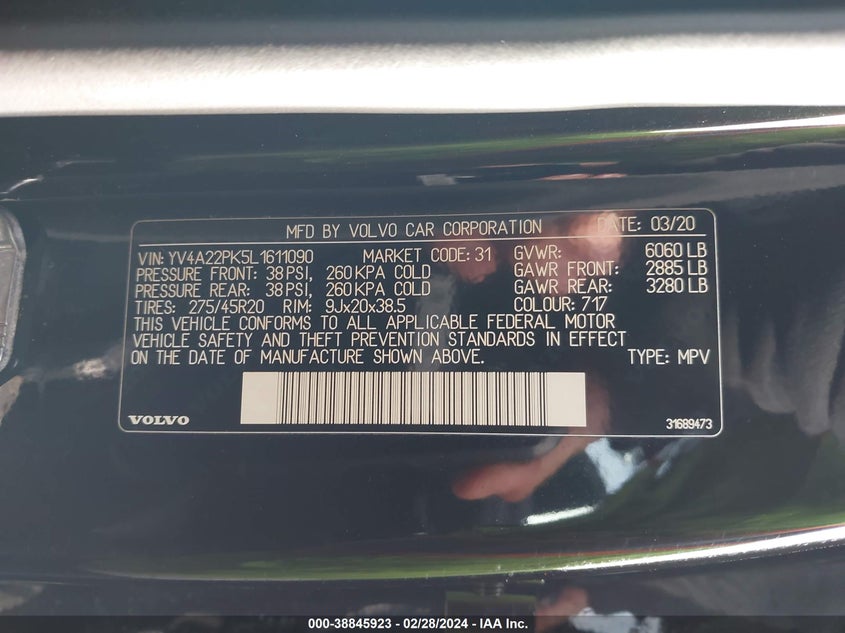 MFD BY VOLVO CAR CORPORATION DATE: 03/20
VIN: YV4A22PK5L1611090 MARKET CODE: 31 GVWR: 6060 LB
PRESSURE FRONT: 38 PSI, 260 KPA COLD GAWR FRONT: 2885 LB
PRESSURE REAR: 38 PSI, 260 KPA COLD GAWR REAR: 3280 LB
TIRES: 275/45R20 RIM: 9Jx20x38.5 COLOUR: 717
THIS VEHICLE CONFORMS TO ALL APPLICABLE FEDERAL MOTOR
VEHICLE SAFETY AND THEFT PREVENTION STANDARDS IN EFFECT
ON THE DATE OF MANUFACTURE SHOWN ABOVE. TYPE: MPV
VOLVO 31689473
000-38845923 - 02/28/2024 - IAA Inc.